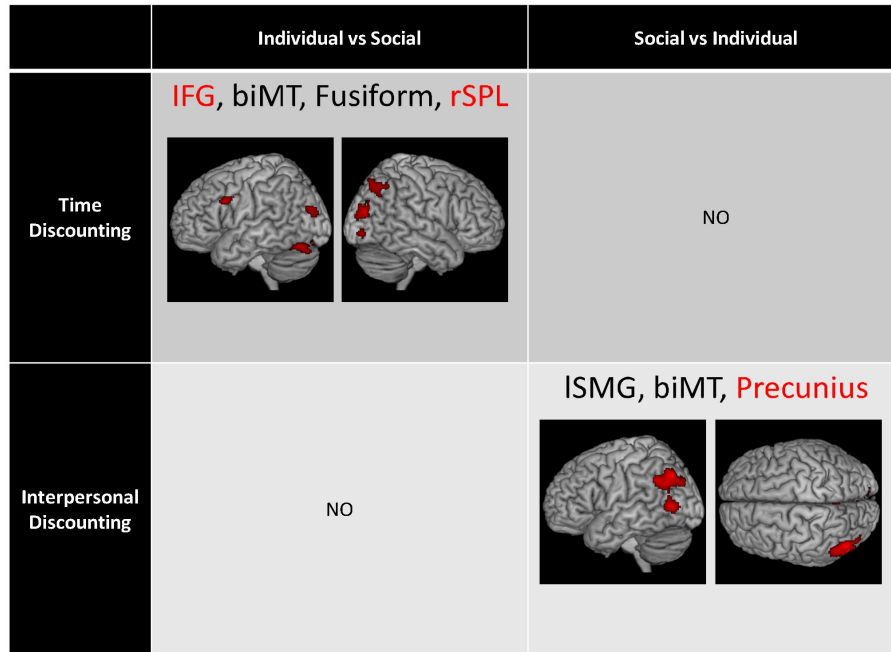 Individual vs Social
Social vs Individual
Time
Discounting
IFG, biMT, Fusiform, rSPL
NO
Interpersonal
Discounting
NO
lSMG, biMT, Precunius